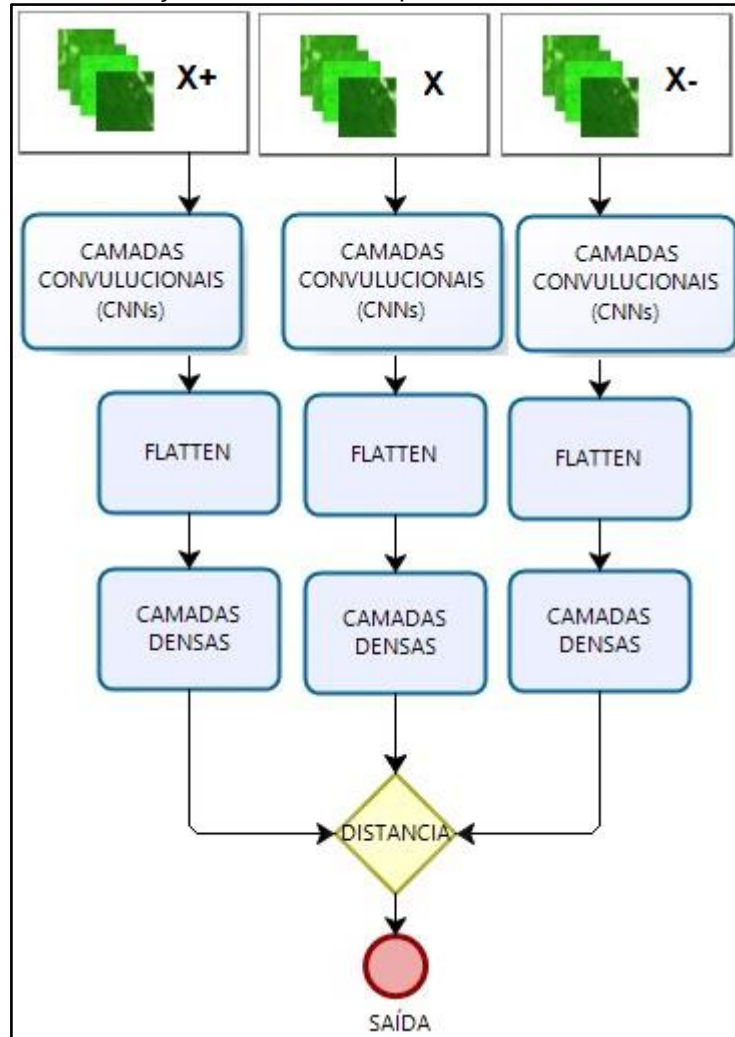 X+
X
X-
CAMADAS
CONVULUCIONAIS
(CNNs)
CAMADAS
CONVULUCIONAIS
(CNNs)
CAMADAS
CONVULUCIONAIS
(CNNs)
FLATTEN
FLATTEN
FLATTEN
CAMADAS
DENSAS
CAMADAS
DENSAS
CAMADAS
DENSAS
DISTANCIA
SAÍDA